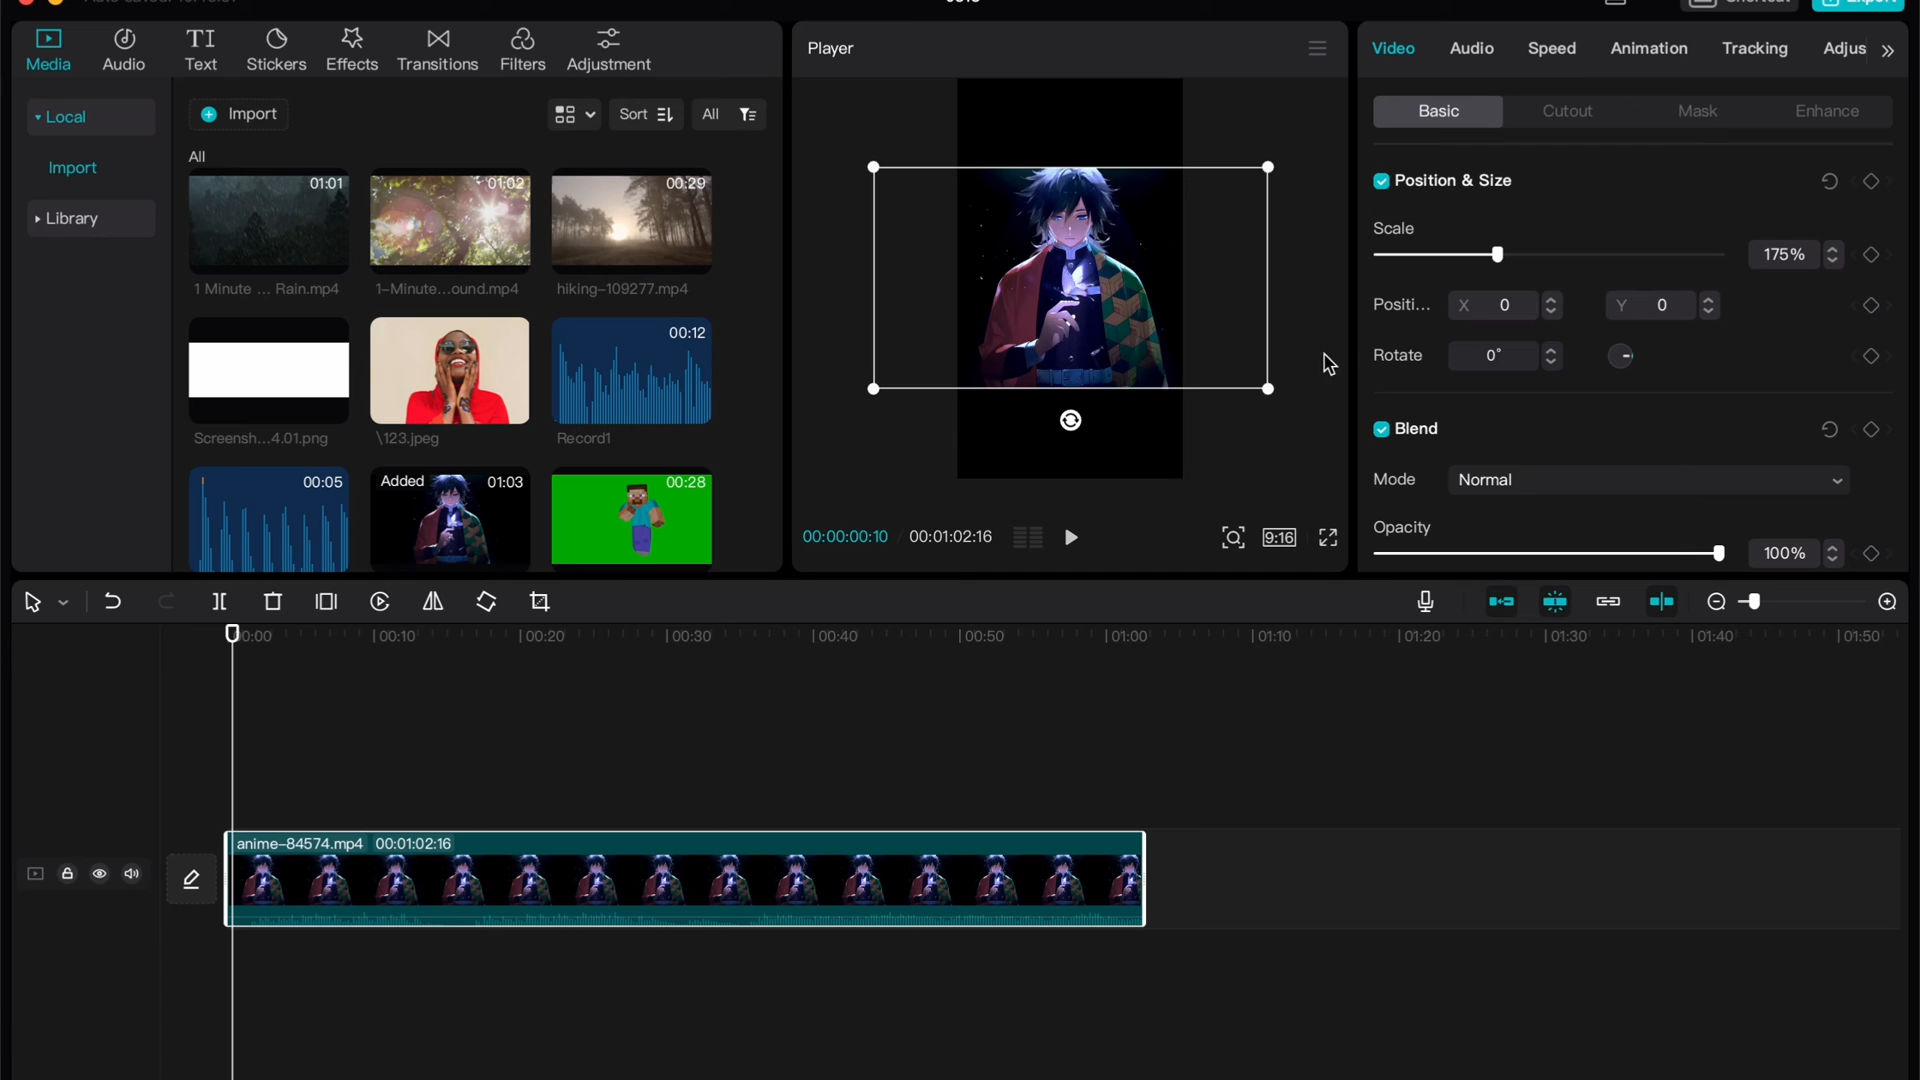 Export
Media
Audio
Text
Stickers
Effects
Transitions
Filters
Adjustment
Player
Video
Audio
Speed
Animation
Tracking
Adjus
Local
Import
Library
Import
Sort
All
All
01:01
01:02
00:29
1 Minute ... Rain.mp4
1-Minute...ound.mp4
hiking-109277.mp4
00:12
Screensh...4.01.png
\123.jpeg
Record1
00:05
Added
01:03
00:28
00:00:00:10 / 00:01:02:16
9:16
Basic
Cutout
Mask
Enhance
Position & Size
Scale
175%
Positi...
X 0
Y 0
Rotate
0°
Blend
Mode
Normal
Opacity
100%
00:00
00:10
00:20
00:30
00:40
00:50
01:00
01:10
01:20
01:30
01:40
01:50
anime-84574.mp4 00:01:02:16